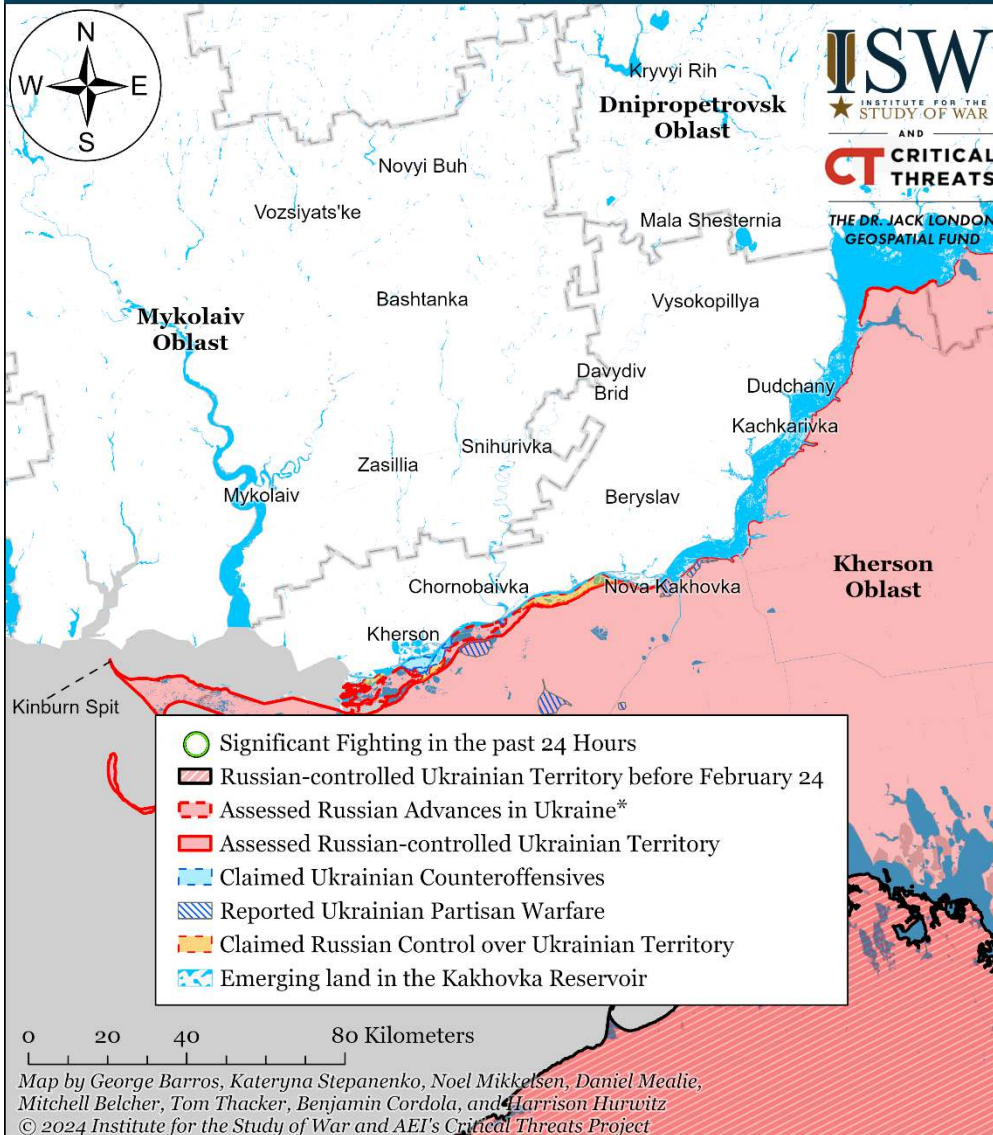 N
W E
S
ISW
INSTITUTE FOR THE
STUDY OF WAR
AND
CT CRITICAL
THREATS
THE DR. JACK LONDON
GEOSPATIAL FUND
Kryvyi Rih
Dnipropetrovsk
Oblast
Novyi Buh
Vozsiyats'ke
Mala Shesternia
Bashtanka
Vysokopillya
Mykolaiv
Oblast
Davydiv
Brid
Dudchany
Kachkarivka
Snihurivka
Zasillia
Mykolaiv
Beryslav
Kherson
Oblast
Chornobaivka
Nova Kakhovka
Kherson
Kinburn Spit
Significant Fighting in the past 24 Hours
Russian-controlled Ukrainian Territory before February 24
Assessed Russian Advances in Ukraine*
Assessed Russian-controlled Ukrainian Territory
Claimed Ukrainian Counteroffensives
Reported Ukrainian Partisan Warfare
Claimed Russian Control over Ukrainian Territory
Emerging land in the Kakhovka Reservoir
0 20 40 80 Kilometers
Map by George Barros, Kateryna Stepanenko, Noel Mikkelsen, Daniel Mealie,
Mitchell Belcher, Tom Thacker, Benjamin Cordola, and Harrison Hurwitz
© 2024 Institute for the Study of War and AEI's Critical Threats Project